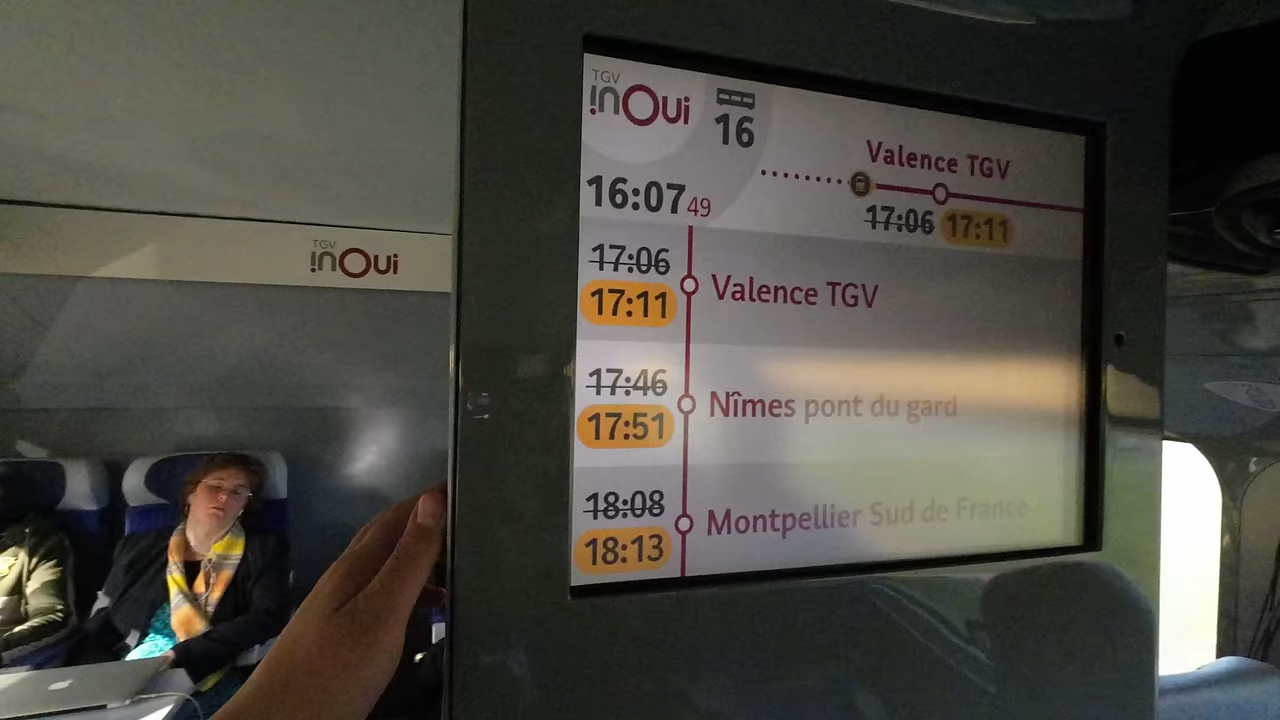 TGV
inOui
16
Valence TGV
17:06 17:11
16:07 49
17:06
17:11
Valence TGV
17:46
17:51
Nîmes pont du gard
18:08
18:13
Montpellier Sud de France
TGV
inOui